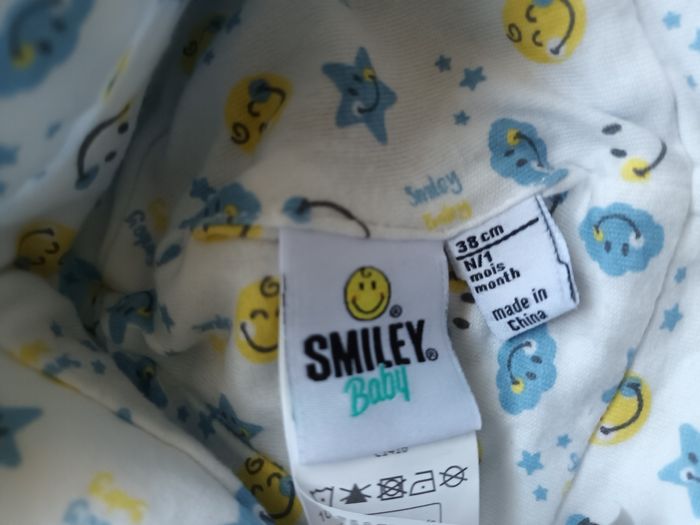 Smiley
Baby
38 cm
N/1
mois
month
made in
China
®
SMILEY®
Baby